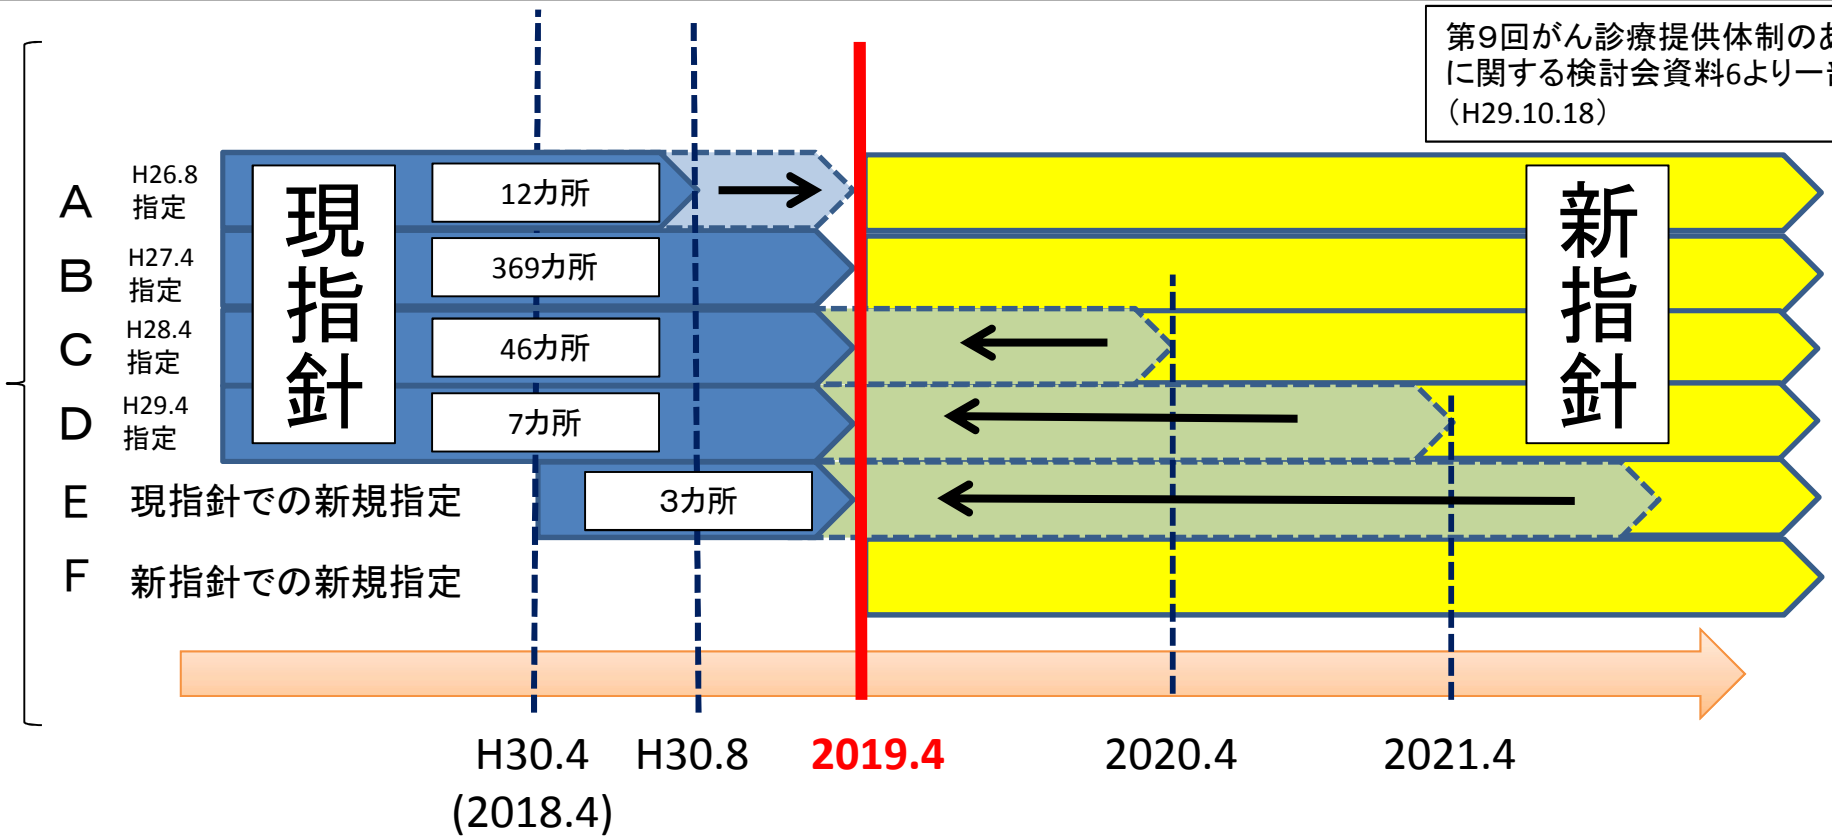 第9回がん診療提供体制のあ
に関する検討会資料6より一部
（H29.10.18）
現指針
新指針
A
H26.8
指定
12カ所
B
H27.4
指定
369カ所
C
H28.4
指定
46カ所
D
H29.4
指定
7カ所
E 現指針での新規指定
3カ所
F 新指針での新規指定
H30.4
(2018.4)
H30.8
2019.4
2020.4
2021.4